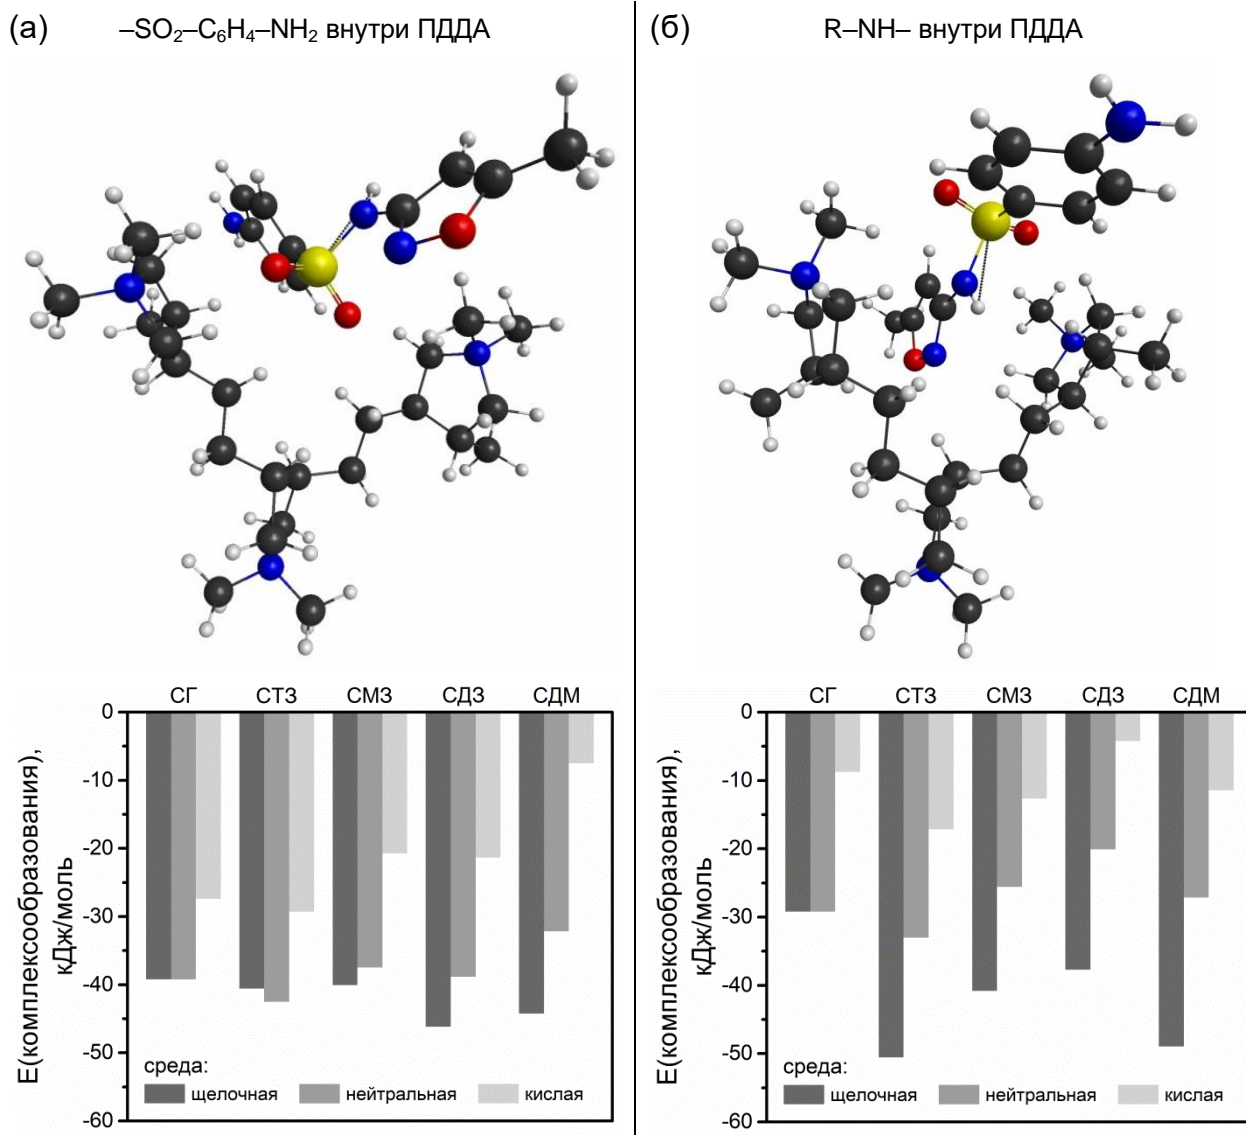 (а) –SO₂–C₆H₄–NH₂ внутри ПДДА
(б) R–NH– внутри ПДДА
СГ СТЗ СМЗ СДЗ СДМ
0
-10
-20
-30
-40
-50
-60
E(комплексообразования),
кДж/моль
среда:
щелочная нейтральная кислая
СГ СТЗ СМЗ СДЗ СДМ
0
-10
-20
-30
-40
-50
-60
E(комплексообразования),
кДж/моль
среда:
щелочная нейтральная кислая